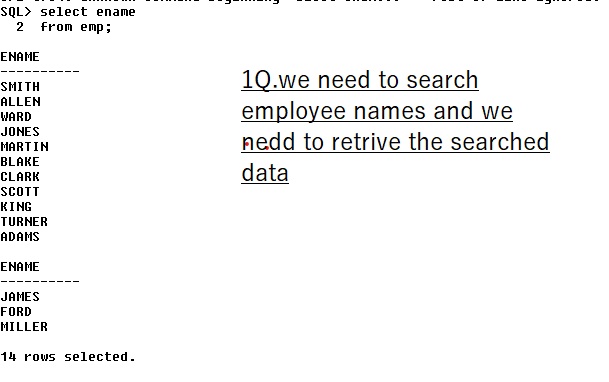 SQL> select ename
2 from emp;
ENAME
----------
SMITH
ALLEN
WARD
JONES
MARTIN
BLAKE
CLARK
SCOTT
KING
TURNER
ADAMS
ENAME
----------
JAMES
FORD
MILLER
14 rows selected.
1Q.we need to search
employee names and we
nedd to retrive the searched
data